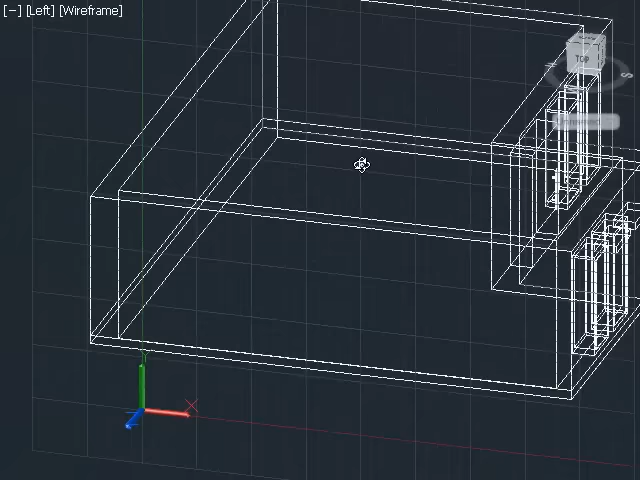 [−] [Left] [Wireframe]
TOP
S
Y
X